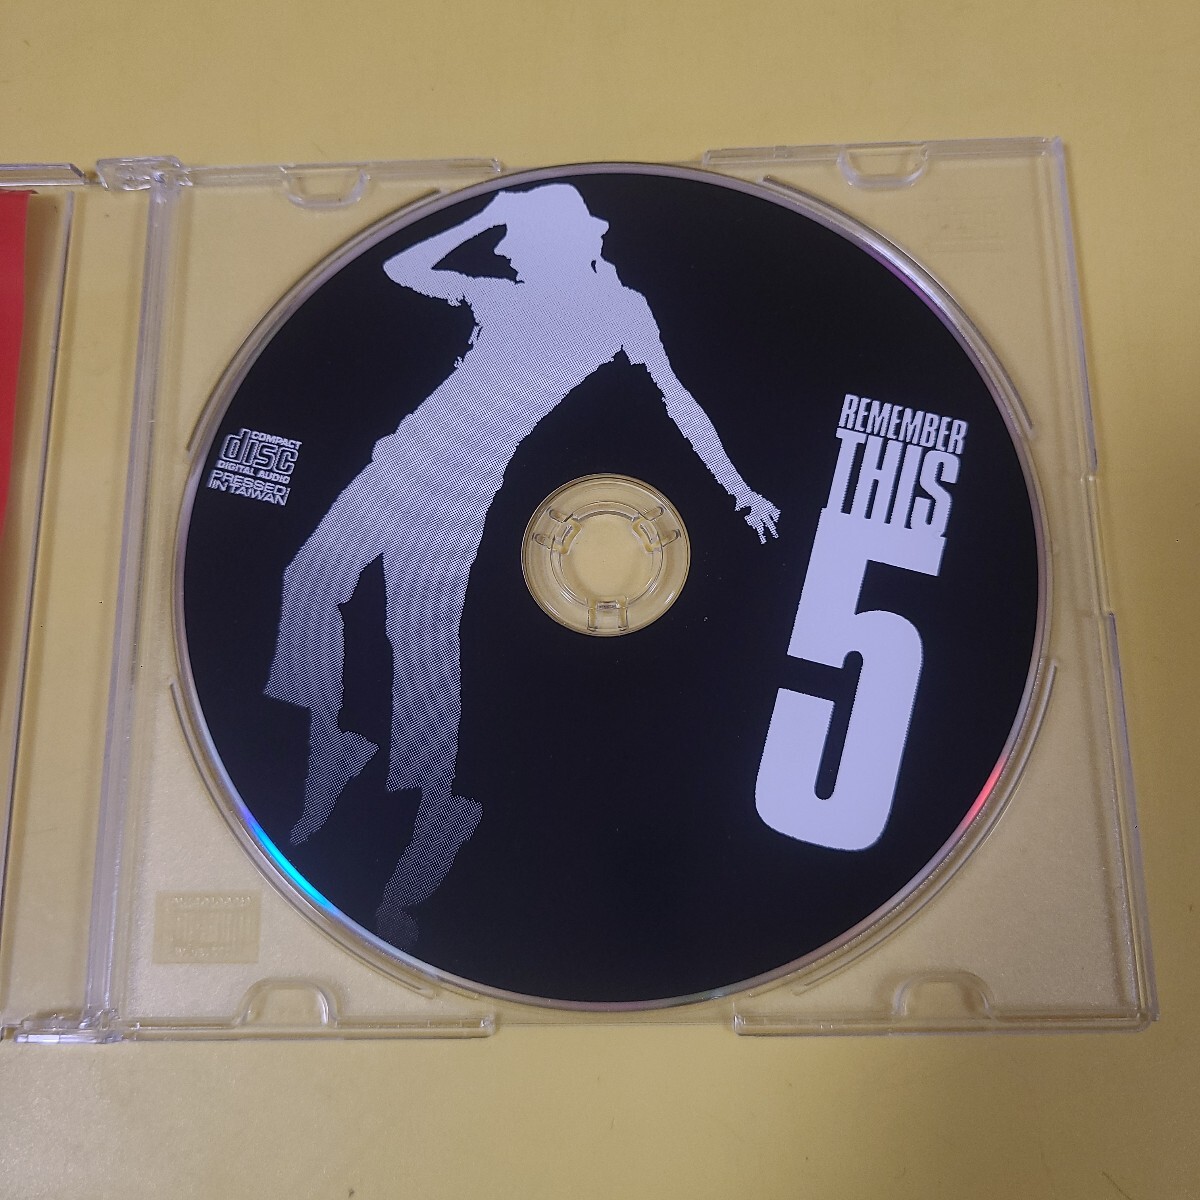 COMPACT
disc
DIGITAL AUDIO
PRESSED
IN TAIWAN
REMEMBER
THIS
5